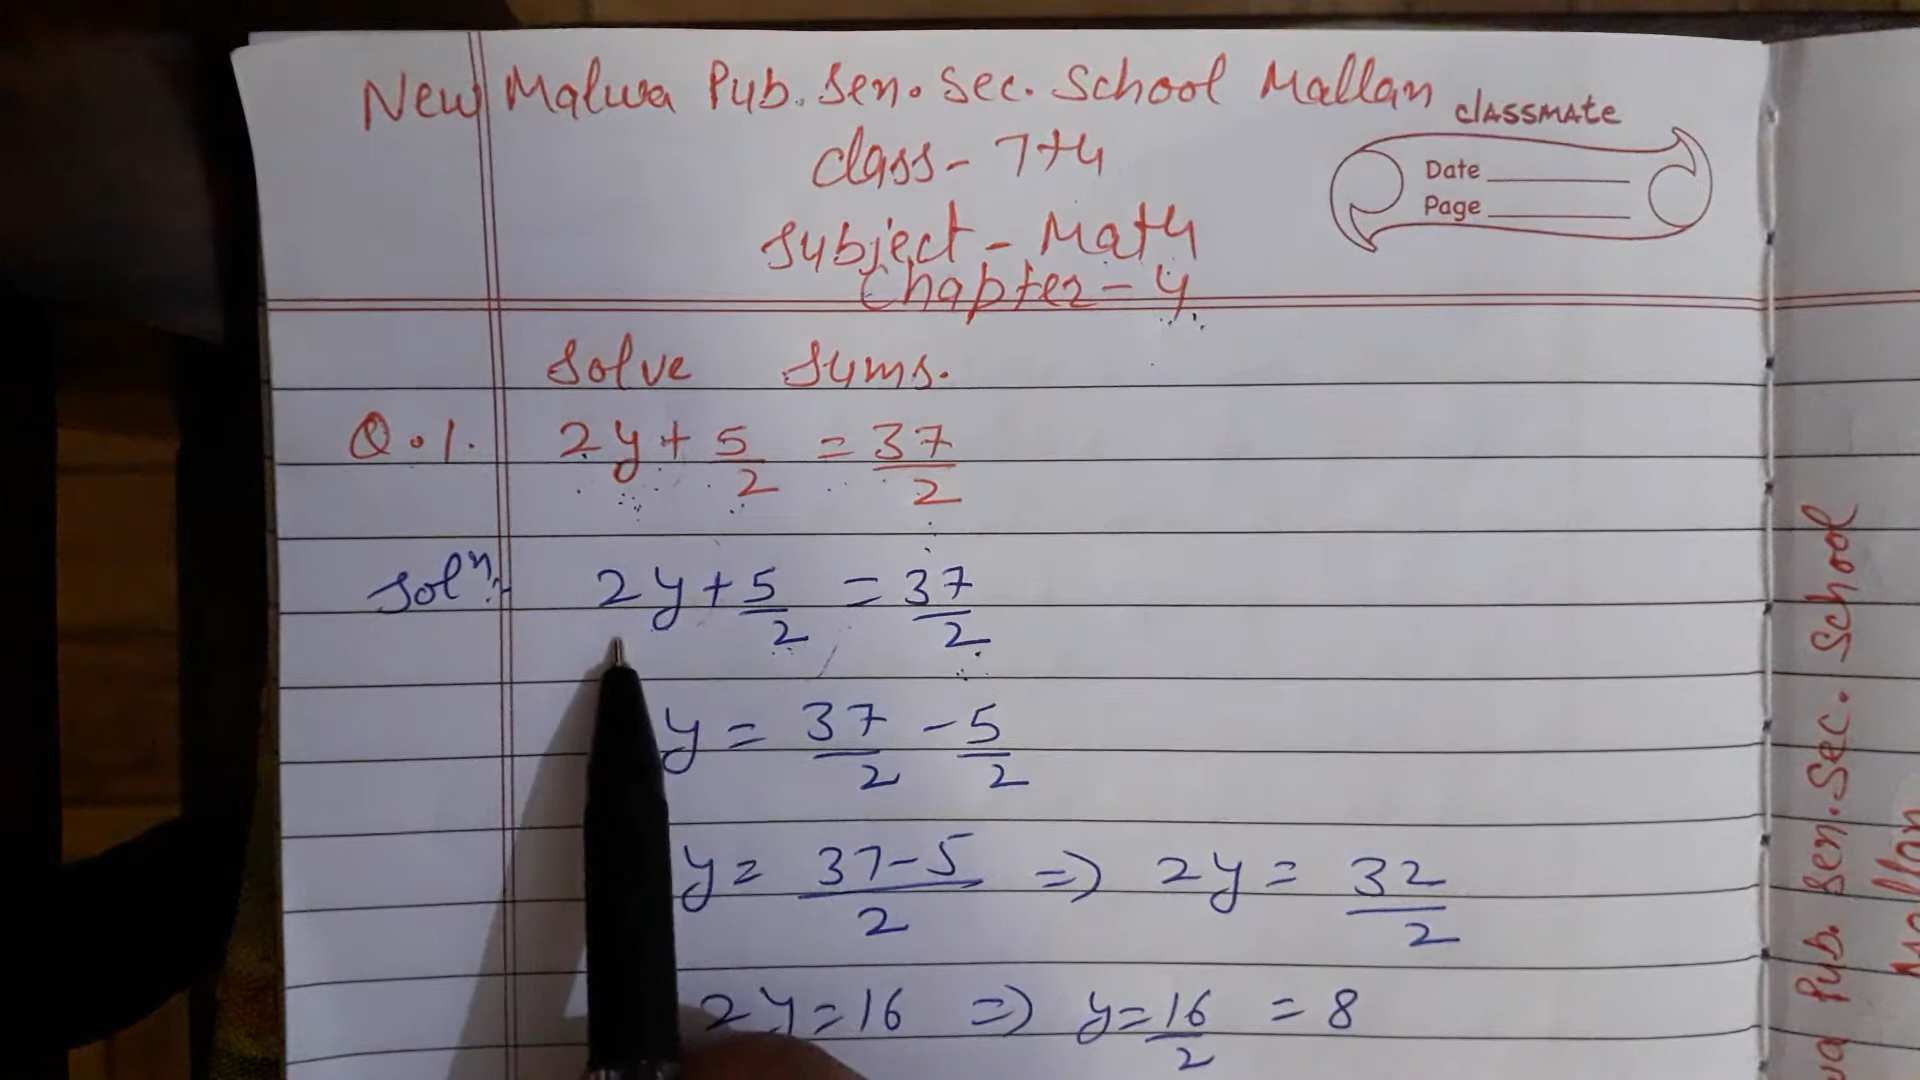 New Malwa Pub. Sen. Sec. School Mallan
classmate
class - 7th
Date
Page
Subject - Math
Chapter - 4
Solve Sums.
Q.1. 2y + 5/2 = 37/2
Solⁿ:- 2y + 5/2 = 37/2
y = 37/2 - 5/2
y = 37-5/2 => 2y = 32/2
2y = 16 => y = 16/2 = 8
Pub. Sen. Sec. School
Mallan